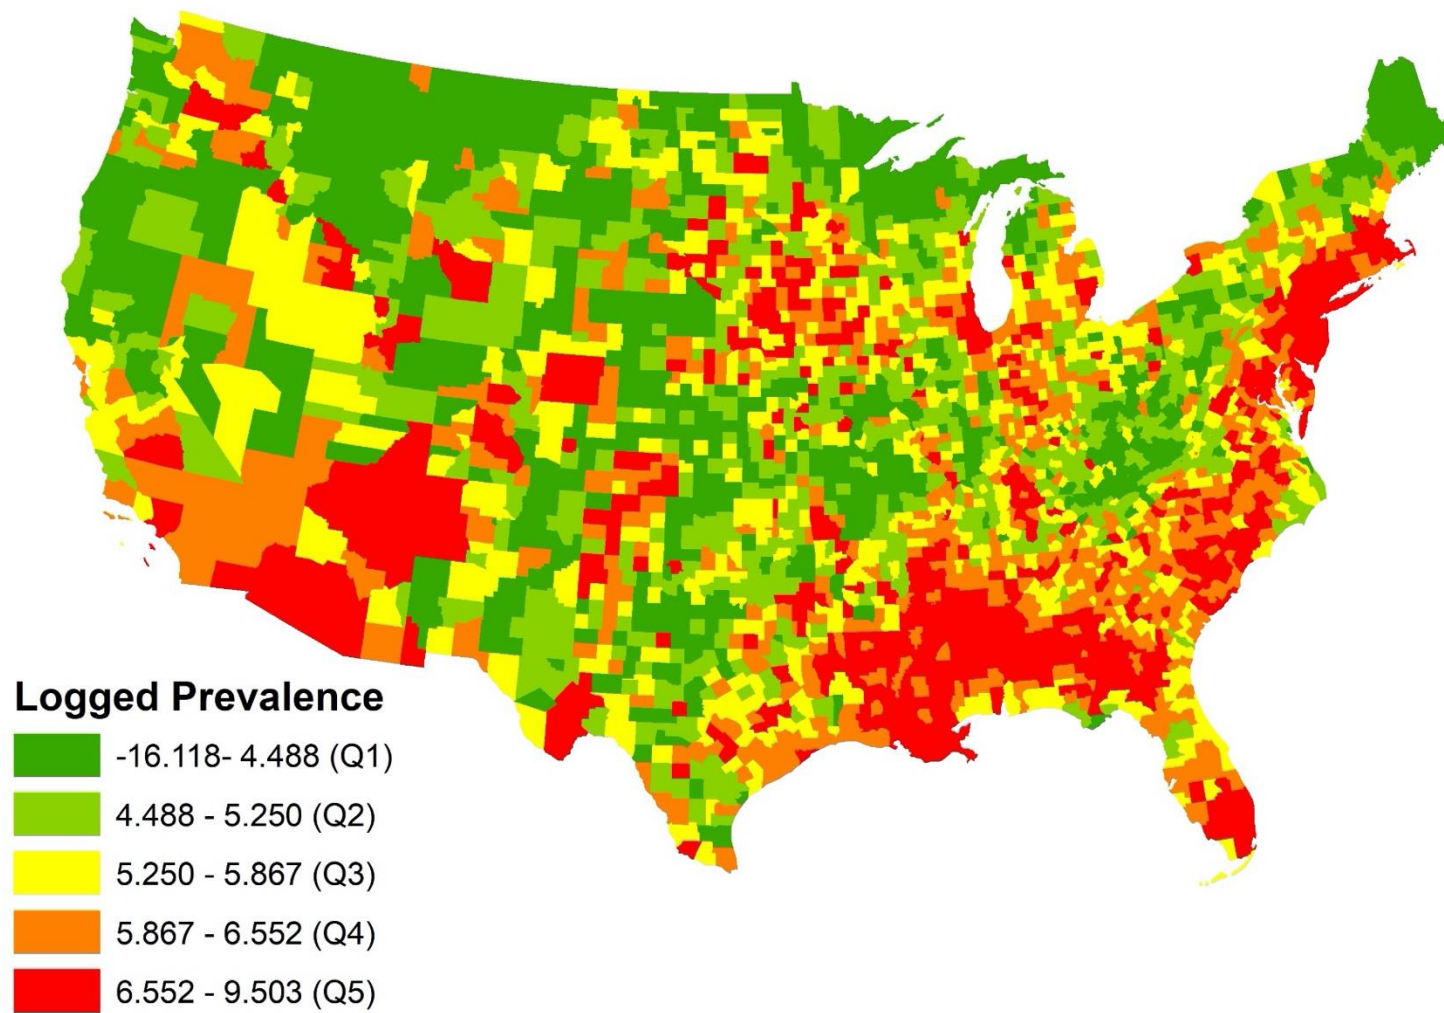 Logged Prevalence
-16.118- 4.488 (Q1)
4.488 - 5.250 (Q2)
5.250 - 5.867 (Q3)
5.867 - 6.552 (Q4)
6.552 - 9.503 (Q5)